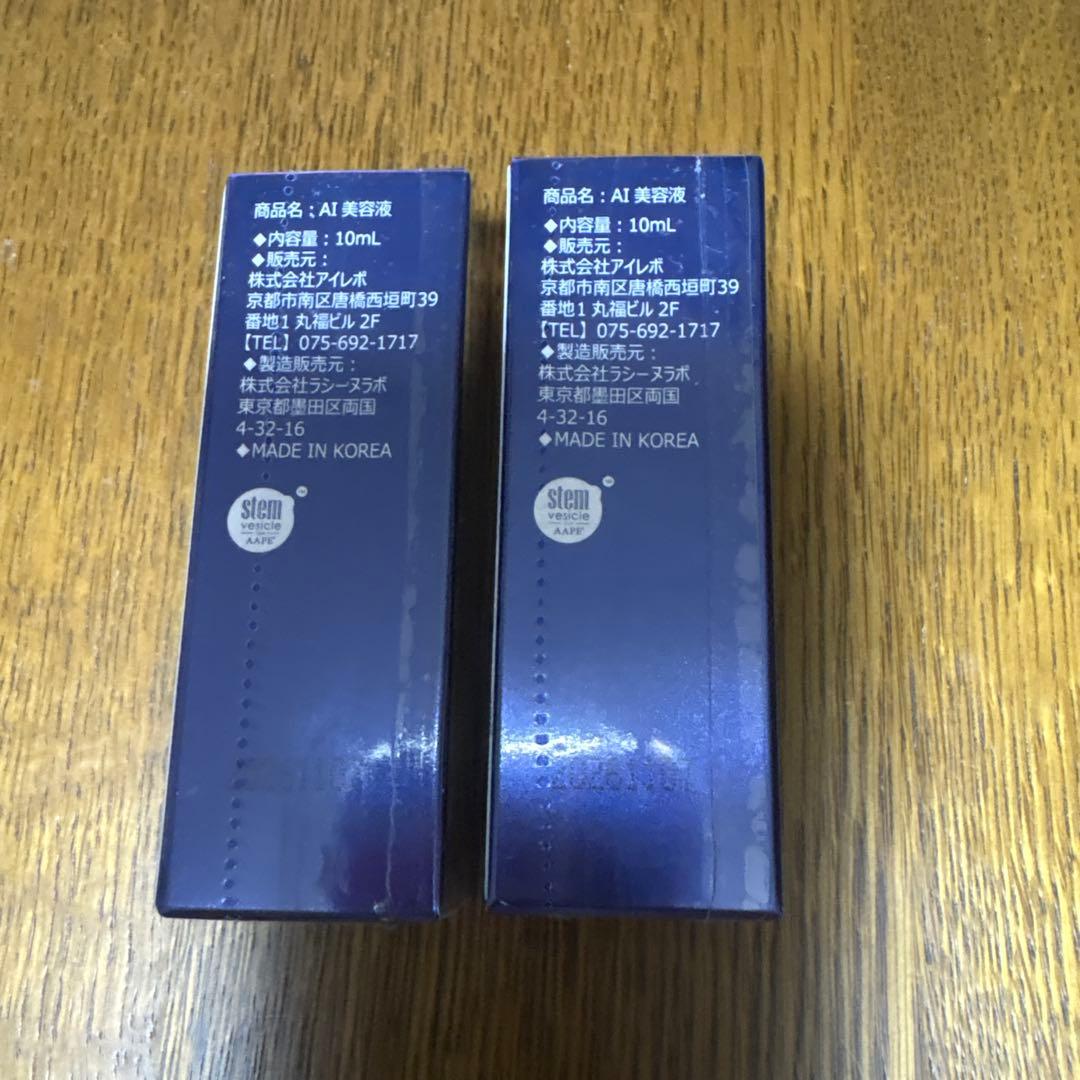 商品名：AI 美容液
◆内容量：10mL
◆販売元：
株式会社アイレボ
京都市南区唐橋西垣町39
番地1 丸福ビル 2F
【TEL】075-692-1717
◆製造販売元：
株式会社ラシーヌラボ
東京都墨田区両国
4-32-16
◆MADE IN KOREA
stem
vesicle
AAPE
商品名：AI 美容液
◆内容量：10mL
◆販売元：
株式会社アイレボ
京都市南区唐橋西垣町39
番地1 丸福ビル 2F
【TEL】075-692-1717
◆製造販売元：
株式会社ラシーヌラボ
東京都墨田区両国
4-32-16
◆MADE IN KOREA
stem
vesicle
AAPE